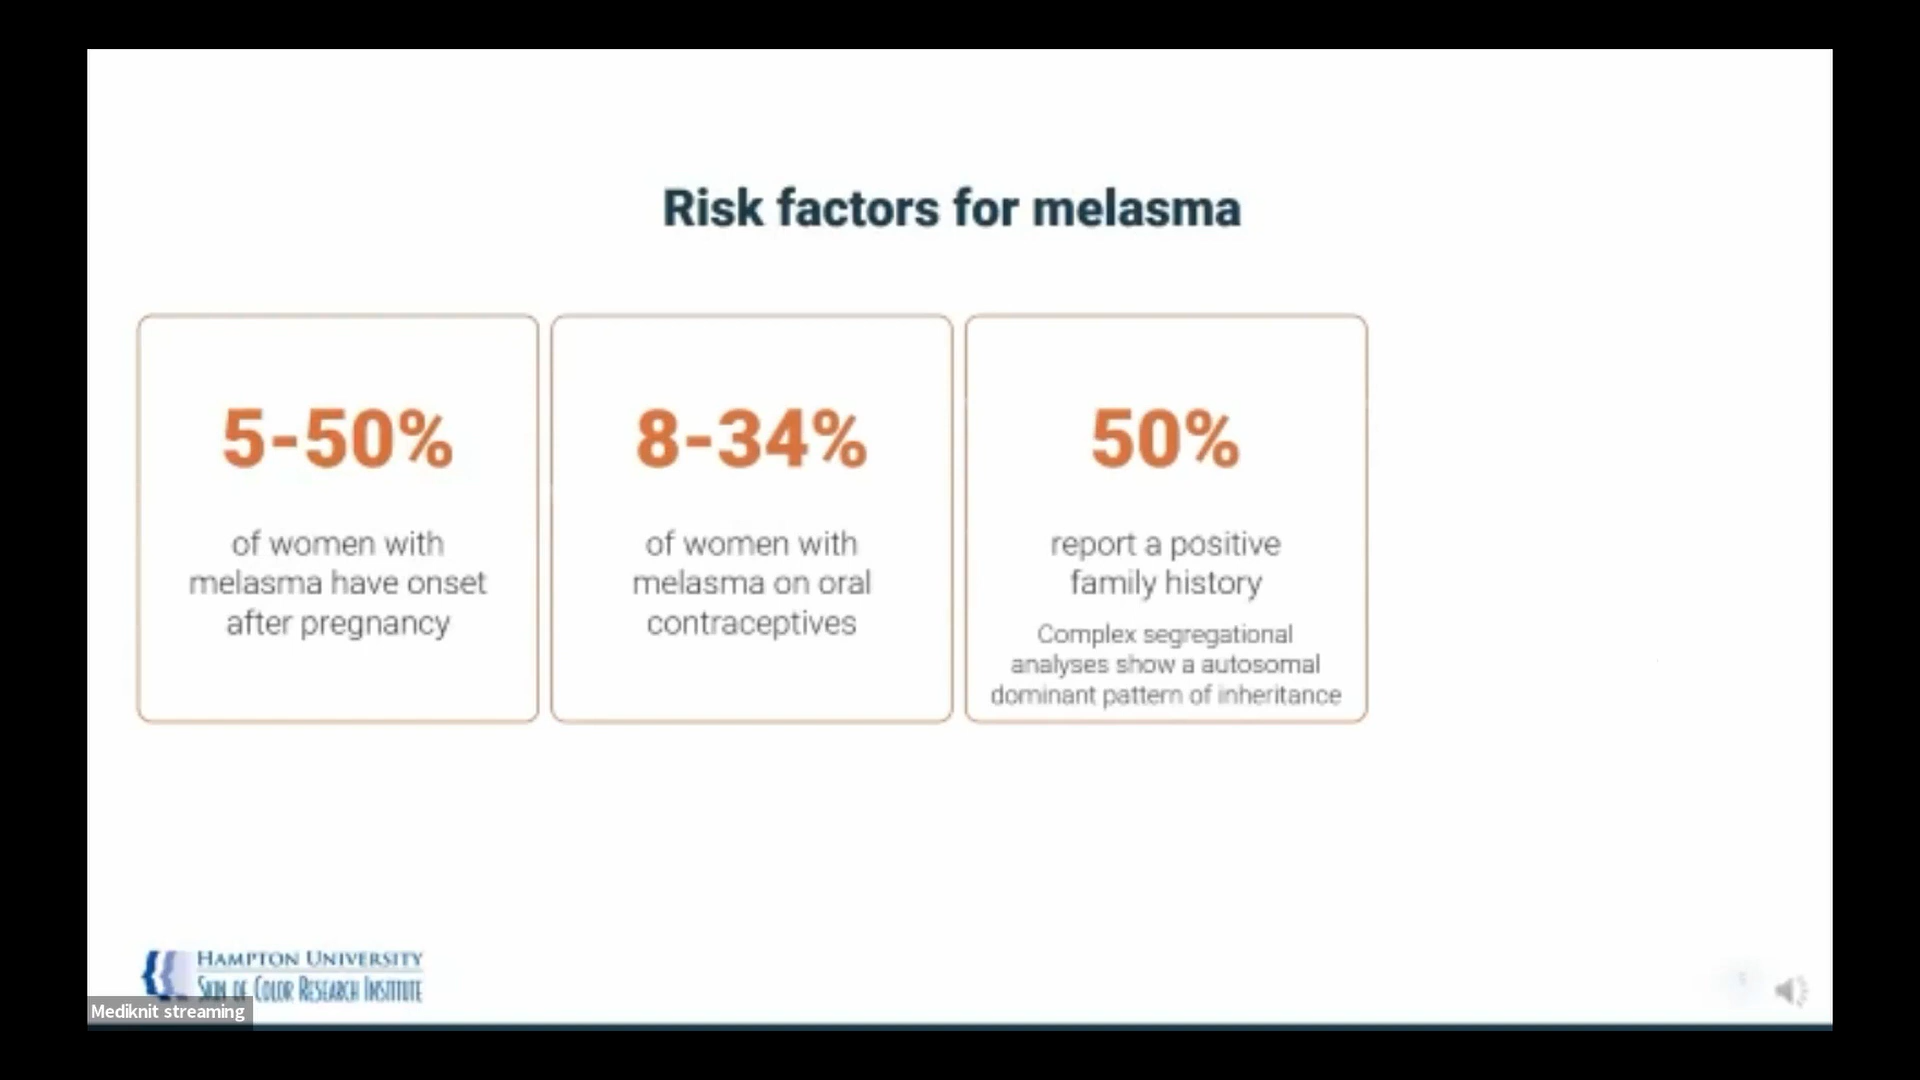 Risk factors for melasma
5-50%
of women with
melasma have onset
after pregnancy
8-34%
of women with
melasma on oral
contraceptives
50%
report a positive
family history
Complex segregational
analyses show a autosomal
dominant pattern of inheritance
HAMPTON UNIVERSITY
SKIN OF COLOR RESEARCH INSTITUTE
Mediknit streaming